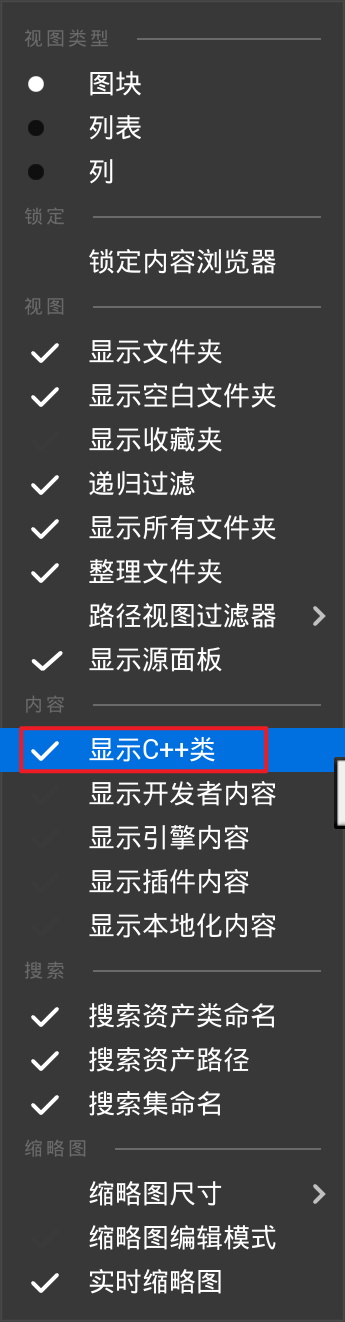 视图类型
图块
列表
列
锁定
锁定内容浏览器
视图
显示文件夹
显示空白文件夹
显示收藏夹
递归过滤
显示所有文件夹
整理文件夹
路径视图过滤器
显示源面板
内容
显示C++类
显示开发者内容
显示引擎内容
显示插件内容
显示本地化内容
搜索
搜索资产类命名
搜索资产路径
搜索集命名
缩略图
缩略图尺寸
缩略图编辑模式
实时缩略图